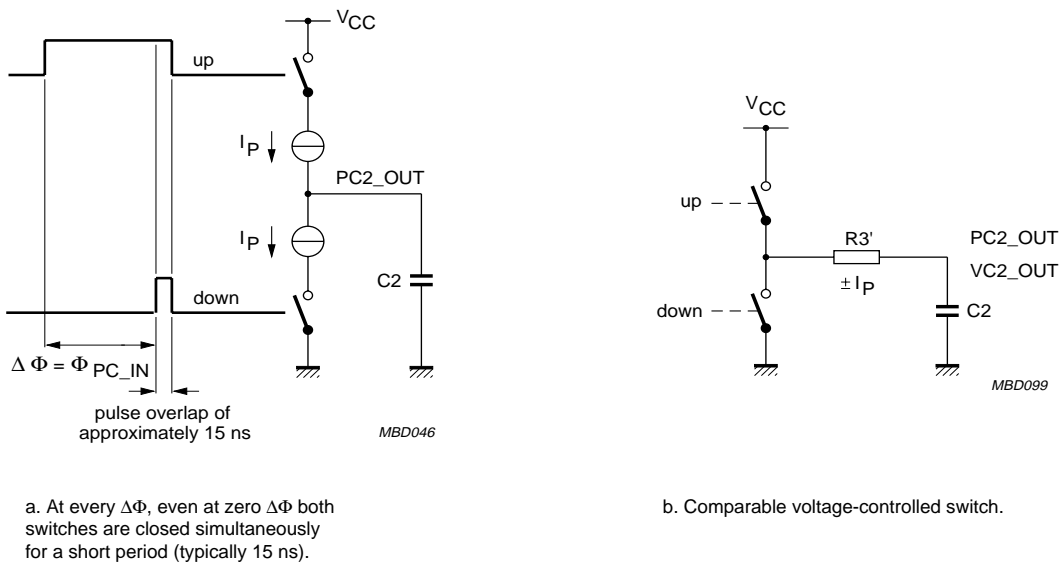 VCC
up
IP
PC2_OUT
IP
C2
down
Δ Φ = Φ PC_IN
pulse overlap of
approximately 15 ns
MBD046
a. At every ΔΦ, even at zero ΔΦ both
switches are closed simultaneously
for a short period (typically 15 ns).
VCC
up
R3'
± IP
PC2_OUT
VC2_OUT
down
C2
MBD099
b. Comparable voltage-controlled switch.